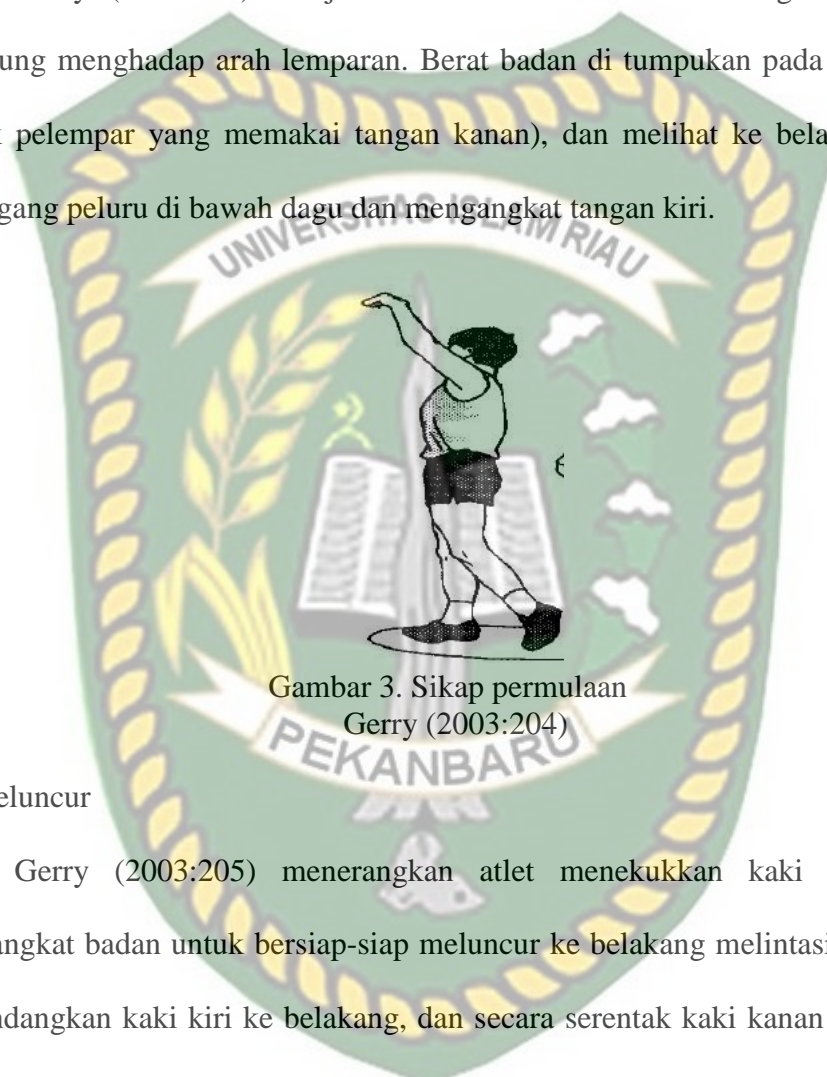 ung menghadap arah lemparan. Berat badan di tumpukan pada
pelempar yang memakai tangan kanan), dan melihat ke bela
gang peluru di bawah dagu dan mengangkat tangan kiri.
UNIVERSITAS ISLAM RIAU
Gambar 3. Sikap permulaan
Gerry (2003:204)
PEKANBARU
eluncur
Gerry (2003:205) menerangkan atlet menekukkan kaki
angkat badan untuk bersiap-siap meluncur ke belakang melintasi
ndangkan kaki kiri ke belakang, dan secara serentak kaki kanan